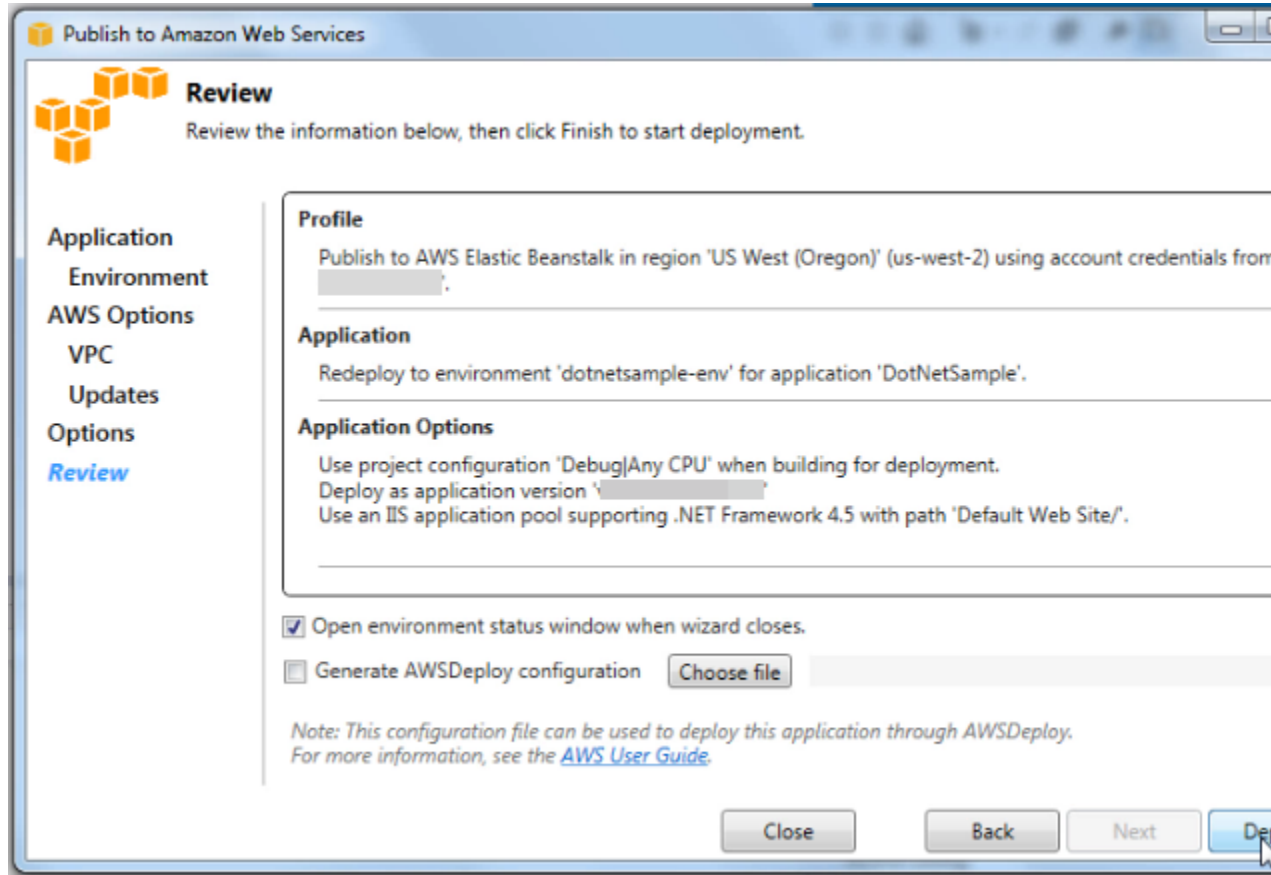 Publish to Amazon Web Services
Review
Review the information below, then click Finish to start deployment.
Application
Environment
AWS Options
VPC
Updates
Options
Review
Profile
Publish to AWS Elastic Beanstalk in region 'US West (Oregon)' (us-west-2) using account credentials from
'.
Application
Redeploy to environment 'dotnetsample-env' for application 'DotNetSample'.
Application Options
Use project configuration 'Debug|Any CPU' when building for deployment.
Deploy as application version 'v '
Use an IIS application pool supporting .NET Framework 4.5 with path 'Default Web Site/'.
Open environment status window when wizard closes.
Generate AWSDeploy configuration Choose file
Note: This configuration file can be used to deploy this application through AWSDeploy.
For more information, see the AWS User Guide.
Close Back Next